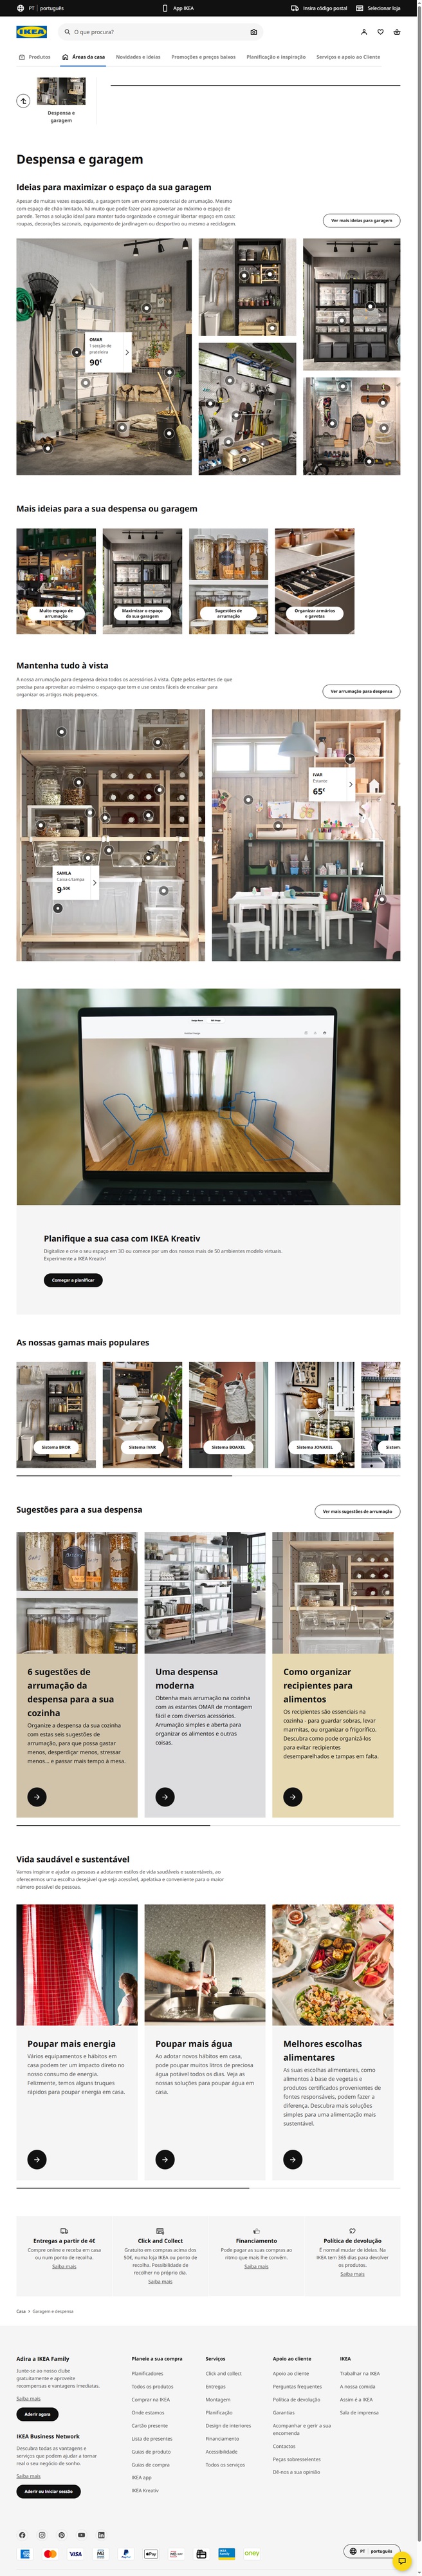 PT | português
App IKEA
Insira código postal
Selecionar loja
IKEA
O que procura?
Produtos
Áreas da casa
Novidades e ideias
Promoções e preços baixos
Planificação e inspiração
Serviços e apoio ao Cliente
Despensa e
garagem
Despensa e garagem
Ideias para maximizar o espaço da sua garagem
Apesar de muitas vezes esquecida, a garagem tem um enorme potencial de arrumação. Mesmo
com espaço de chão limitado, há muito que pode fazer para aproveitar ao máximo o espaço de
parede. Temos a solução ideal para manter tudo organizado e conseguir libertar espaço em casa:
roupas, decorações sazonais, equipamento de jardinagem ou desportivo ou mesmo a reciclagem.
Ver mais ideias para garagem
OMAR
1 secção de
prateleira
90€
Mais ideias para a sua despensa ou garagem
Muito espaço de
arrumação
Maximizar o espaço
da sua garagem
Sugestões de
arrumação
Organizar armários
e gavetas
Mantenha tudo à vista
A nossa arrumação para despensa deixa todos os acessórios à vista. Opte pelas estantes de que
precisa para aproveitar ao máximo o espaço que tem e use cestos fáceis de encaixar para
organizar os artigos mais pequenos.
Ver arrumação para despensa
IVAR
Estante
65€
SAMLA
Caixa c/tampa
9,50€
Planifique a sua casa com IKEA Kreativ
Digitalize e crie o seu espaço em 3D ou comece por um dos nossos mais de 50 ambientes modelo virtuais.
Experimente a IKEA Kreativ!
Começar a planificar
As nossas gamas mais populares
Sistema BROR
Sistema IVAR
Sistema BOAXEL
Sistema JONAXEL
Sistem
Sugestões para a sua despensa
Ver mais sugestões de arrumação
6 sugestões de
arrumação da
despensa para a sua
cozinha
Organize a despensa da sua cozinha
com estas seis sugestões de
arrumação, para que possa gastar
menos, desperdiçar menos, stressar
menos... e passar mais tempo à mesa.
Uma despensa
moderna
Obtenha mais arrumação na cozinha
com as estantes OMAR de montagem
fácil e com diversos acessórios.
Arrumação simples e aberta para
organizar os alimentos e outras
coisas.
Como organizar
recipientes para
alimentos
Os recipientes são essenciais na
cozinha - para guardar sobras, levar
marmitas, ou organizar o frigorífico.
Descubra como pode organizá-los
para evitar recipientes
desemparelhados e tampas em falta.
Vida saudável e sustentável
Vamos inspirar e ajudar as pessoas a adotarem estilos de vida saudáveis e sustentáveis, ao
oferecermos uma escolha desejável que seja acessível, apelativa e conveniente para o maior
número possível de pessoas.
Poupar mais energia
Vários equipamentos e hábitos em
casa podem ter um impacto direto no
nosso consumo de energia.
Felizmente, temos alguns truques
rápidos para poupar energia em casa.
Poupar mais água
Ao adotar novos hábitos em casa,
pode poupar muitos litros de preciosa
água potável todos os dias. Veja as
nossas soluções para poupar água em
casa.
Melhores escolhas
alimentares
As suas escolhas alimentares, como
alimentos à base de vegetais e
produtos certificados provenientes de
fontes responsáveis, podem fazer a
diferença. Descubra mais soluções
simples para uma alimentação mais
sustentável.
Entregas a partir de 4€
Compre online e receba em casa
ou num ponto de recolha.
Saiba mais
Click and Collect
Gratuito em compras acima dos
50€, numa loja IKEA ou ponto de
recolha. Possibilidade de
recolher no próprio dia.
Saiba mais
Financiamento
Pode pagar as suas compras ao
ritmo que mais lhe convém.
Saiba mais
Política de devolução
É normal mudar de ideias. Na
IKEA tem 365 dias para devolver
os produtos.
Saiba mais
Casa › Garagem e despensa
Adira a IKEA Family
Junte-se ao nosso clube
gratuitamente e aproveite
recompensas e vantagens imediatas.
Saiba mais
Aderir agora
IKEA Business Network
Descubra todas as vantagens e
serviços que podem ajudar a tornar
real o seu negócio de sonho.
Saiba mais
Aderir ou iniciar sessão
Planeie a sua compra
Planificadores
Todos os produtos
Comprar na IKEA
Onde estamos
Cartão presente
Lista de presentes
Guias de produto
Guias de compra
IKEA app
IKEA Kreativ
Serviços
Click and collect
Entregas
Montagem
Planificação
Design de interiores
Financiamento
Acessibilidade
Todos os serviços
Apoio ao cliente
Apoio ao cliente
Perguntas frequentes
Política de devolução
Garantias
Acompanhar e gerir a sua
encomenda
Contactos
Peças sobresselentes
Dê-nos a sua opinião
IKEA
Trabalhar na IKEA
A nossa comida
Assim é a IKEA
Sala de imprensa
VISA
PayPal
Pay
oney
PT | português